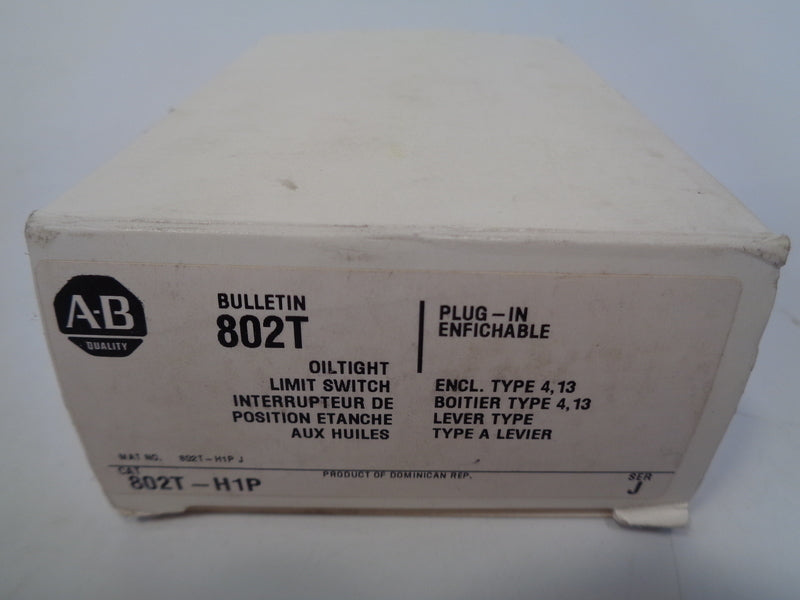 A-B
QUALITY
BULLETIN
802T
PLUG-IN
ENFICHABLE
OILTIGHT
LIMIT SWITCH
INTERRUPTEUR DE
POSITION ETANCHE
AUX HUILES
ENCL. TYPE 4,13
BOITIER TYPE 4,13
LEVER TYPE
TYPE A LEVIER
MAT NO. 802T-H1P J
CAT
802T-H1P
PRODUCT OF DOMINICAN REP.
SER
J